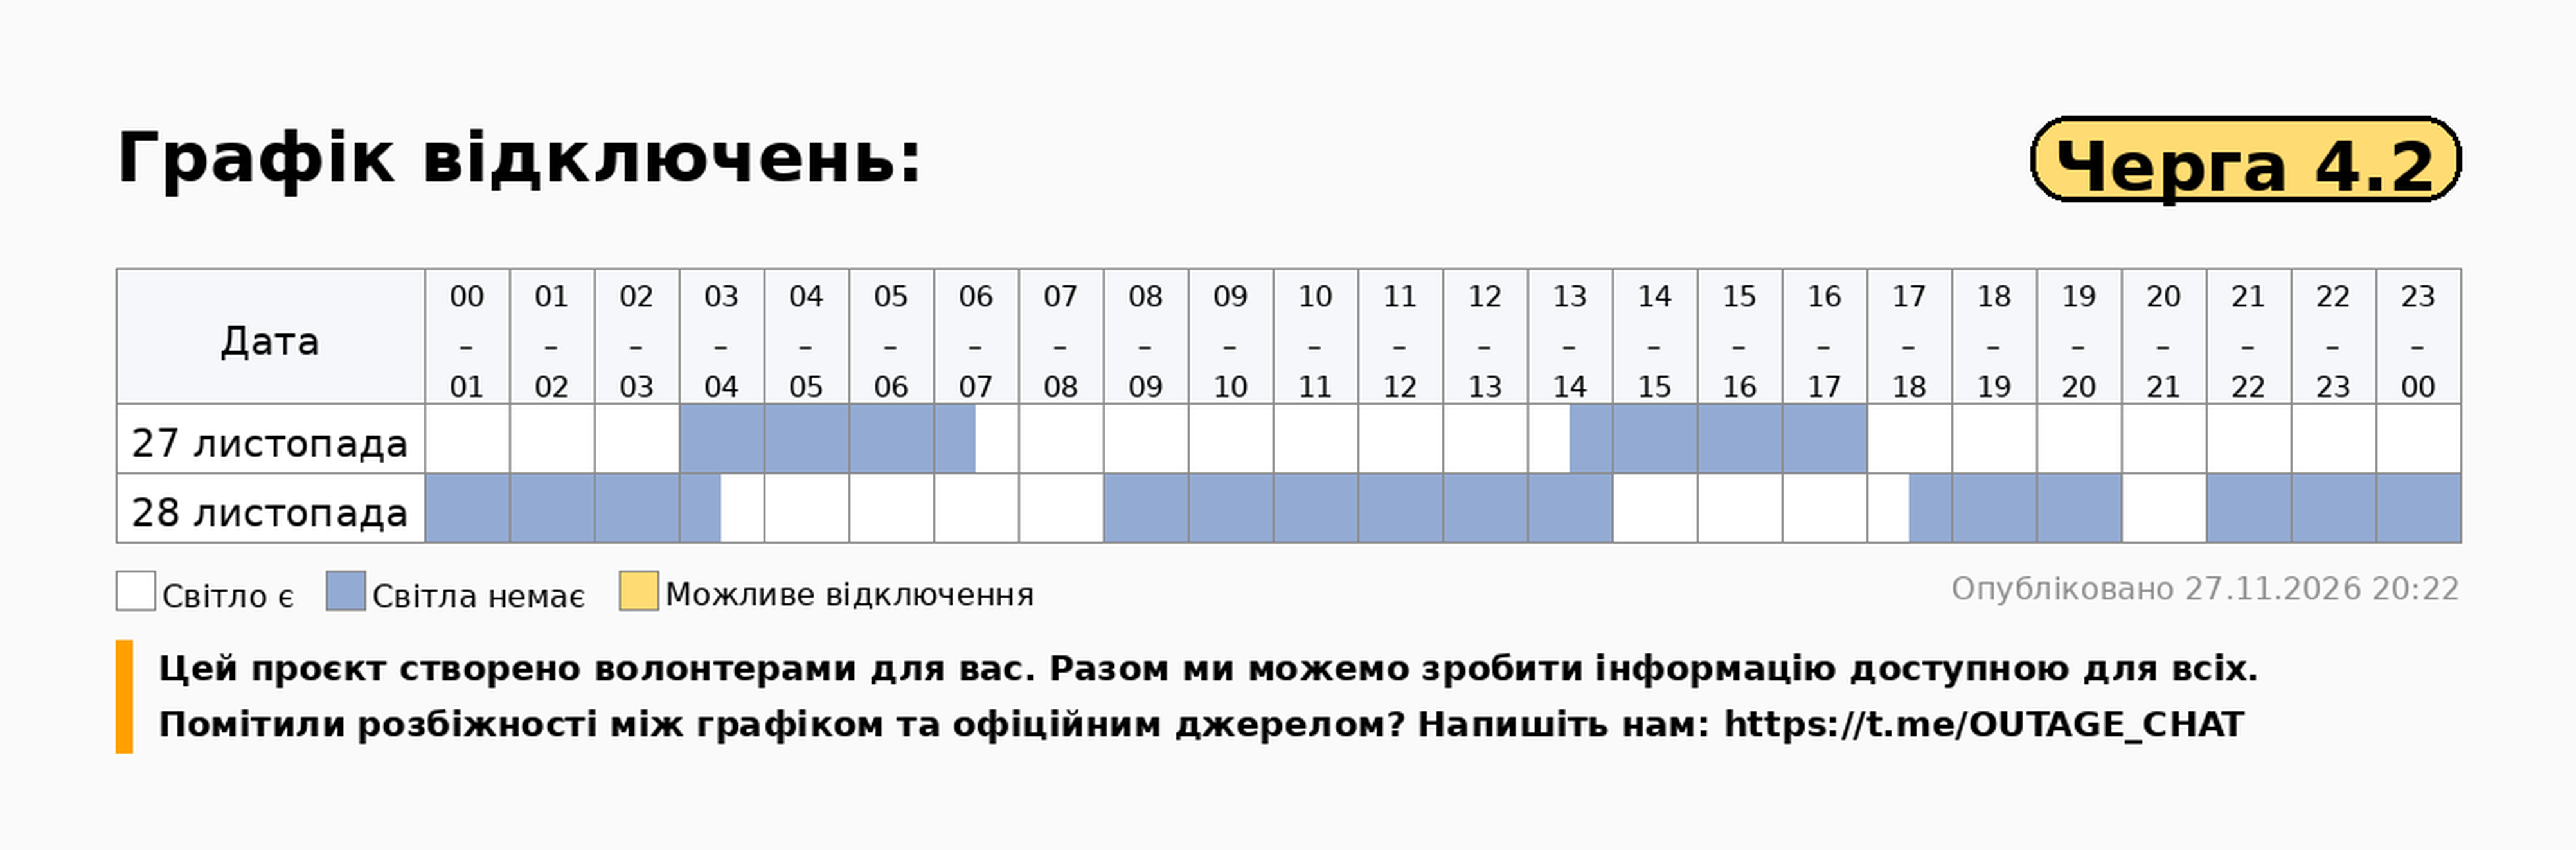 Графік відключень:
Черга 4.2
Дата
00 – 01
01 – 02
02 – 03
03 – 04
04 – 05
05 – 06
06 – 07
07 – 08
08 – 09
09 – 10
10 – 11
11 – 12
12 – 13
13 – 14
14 – 15
15 – 16
16 – 17
17 – 18
18 – 19
19 – 20
20 – 21
21 – 22
22 – 23
23 – 00
27 листопада
28 листопада
Світло є
Світла немає
Можливе відключення
Опубліковано 27.11.2026 20:22
Цей проєкт створено волонтерами для вас. Разом ми можемо зробити інформацію доступною для всіх.
Помітили розбіжності між графіком та офіційним джерелом? Напишіть нам: https://t.me/OUTAGE_CHAT